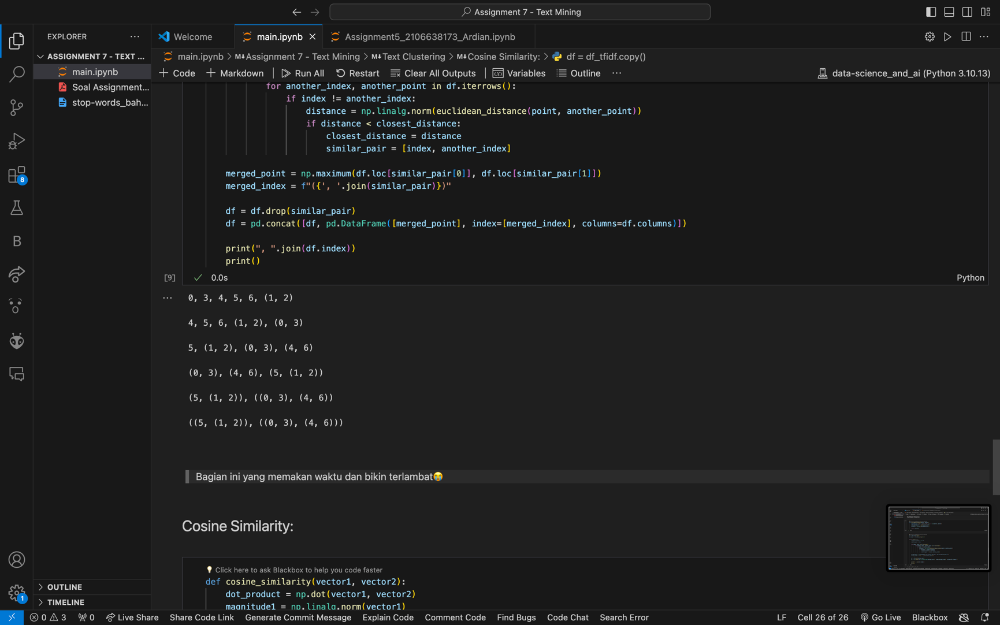 Assignment 7 - Text Mining
EXPLORER
ASSIGNMENT 7 - TEXT ...
main.ipynb
Soal Assignment...
stop-words_bah...
Welcome
main.ipynb
Assignment5_2106638173_Ardian.ipynb
main.ipynb > M↓Assignment 7 - Text Mining > M↓Text Clustering > M↓Cosine Similarity: > df = df_tfidf.copy()
+ Code + Markdown Run All Restart Clear All Outputs Variables Outline ...
data-science_and_ai (Python 3.10.13)
for another_index, another_point in df.iterrows():
if index != another_index:
distance = np.linalg.norm(euclidean_distance(point, another_point))
if distance < closest_distance:
closest_distance = distance
similar_pair = [index, another_index]
merged_point = np.maximum(df.loc[similar_pair[0]], df.loc[similar_pair[1]])
merged_index = f"({', '.join(similar_pair)})"
df = df.drop(similar_pair)
df = pd.concat([df, pd.DataFrame([merged_point], index=[merged_index], columns=df.columns)])
print(", ".join(df.index))
print()
[9]
0.0s
Python
0, 3, 4, 5, 6, (1, 2)
4, 5, 6, (1, 2), (0, 3)
5, (1, 2), (0, 3), (4, 6)
(0, 3), (4, 6), (5, (1, 2))
(5, (1, 2)), ((0, 3), (4, 6))
((5, (1, 2)), ((0, 3), (4, 6)))
Bagian ini yang memakan waktu dan bikin terlambat😭
Cosine Similarity:
Click here to ask Blackbox to help you code faster
def cosine_similarity(vector1, vector2):
dot_product = np.dot(vector1, vector2)
magnitude1 = np.linalg.norm(vector1)
8
B
1
OUTLINE
TIMELINE
0 3 0 Live Share Share Code Link Generate Commit Message Explain Code Comment Code Find Bugs Code Chat Search Error
LF Cell 26 of 26 Go Live Blackbox